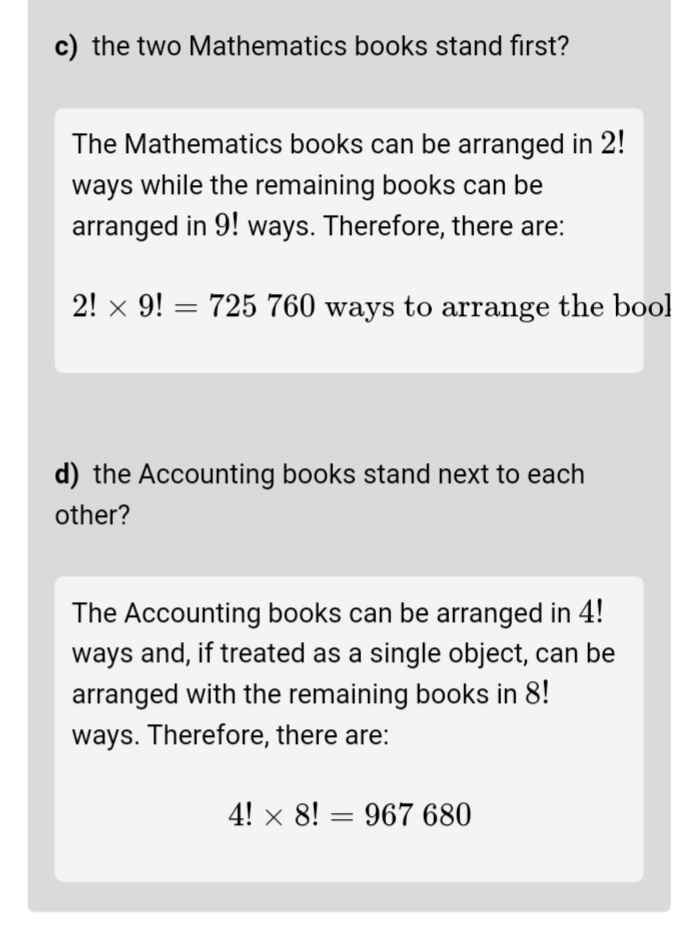 c) the two Mathematics books stand first?
The Mathematics books can be arranged in 2!
ways while the remaining books can be
arranged in 9! ways. Therefore, there are:
2! × 9! = 725 760 ways to arrange the
d) the Accounting books stand next to each
other?
The Accounting books can be arranged in 4!
ways and, if treated as a single object, can be
arranged with the remaining books in 8!
ways. Therefore, there are:
4! × 8! = 967 680